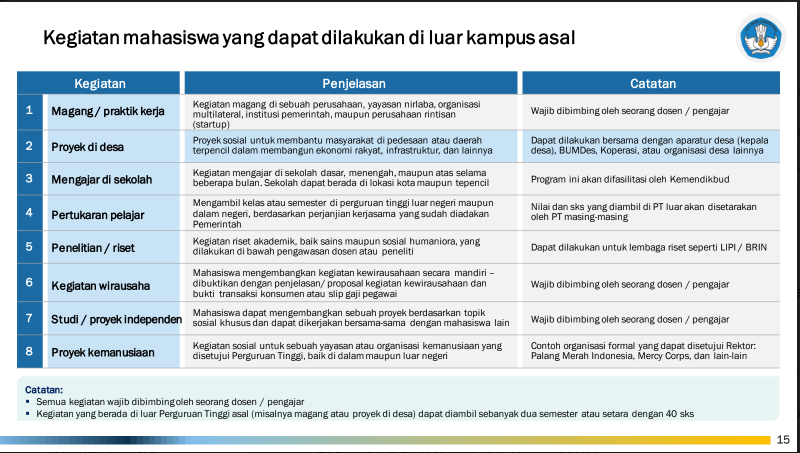 Kegiatan mahasiswa yang dapat dilakukan di luar kampus asal
Kegiatan
Penjelasan
Catatan
1
Magang / praktik kerja
Kegiatan magang di sebuah perusahaan, yayasan nirlaba, organisasi
multilateral, institusi pemerintah, maupun perusahaan rintisan
(startup)
Wajib dibimbing oleh seorang dosen / pengajar
2
Proyek di desa
Proyek sosial untuk membantu masyarakat di pedesaan atau daerah
terpencil dalam membangun ekonomi rakyat, infrastruktur, dan lainnya
Dapat dilakukan bersama dengan aparatur desa (kepala
desa), BUMDes, Koperasi, atau organisasi desa lainnya
3
Mengajar di sekolah
Kegiatan mengajar di sekolah dasar, menengah, maupun atas selama
beberapa bulan. Sekolah dapat berada di lokasi kota maupun tepencil
Program ini akan difasilitasi oleh Kemendikbud
4
Pertukaran pelajar
Mengambil kelas atau semester di perguruan tinggi luar negeri maupun
dalam negeri, berdasarkan perjanjian kerjasama yang sudah diadakan
Pemerintah
Nilai dan sks yang diambil di PT luar akan disetarakan
oleh PT masing-masing
5
Penelitian / riset
Kegiatan riset akademik, baik sains maupun sosial humaniora, yang
dilakukan di bawah pengawasan dosen atau peneliti
Dapat dilakukan untuk lembaga riset seperti LIPI / BRIN
6
Kegiatan wirausaha
Mahasiswa mengembangkan kegiatan kewirausahaan secara mandiri –
dibuktikan dengan penjelasan/ proposal kegiatan kewirausahaan dan
bukti transaksi konsumen atau slip gaji pegawai
Wajib dibimbing oleh seorang dosen / pengajar
7
Studi / proyek independen
Mahasiswa dapat mengembangkan sebuah proyek berdasarkan topik
sosial khusus dan dapat dikerjakan bersama-sama dengan mahasiswa lain
Wajib dibimbing oleh seorang dosen / pengajar
8
Proyek kemanusiaan
Kegiatan sosial untuk sebuah yayasan atau organisasi kemanusiaan yang
disetujui Perguruan Tinggi, baik di dalam maupun luar negeri
Contoh organisasi formal yang dapat disetujui Rektor:
Palang Merah Indonesia, Mercy Corps, dan lain-lain
Catatan:
▪ Semua kegiatan wajib dibimbing oleh seorang dosen / pengajar
▪ Kegiatan yang berada di luar Perguruan Tinggi asal (misalnya magang atau proyek di desa) dapat diambil sebanyak dua semester atau setara dengan 40 sks
15